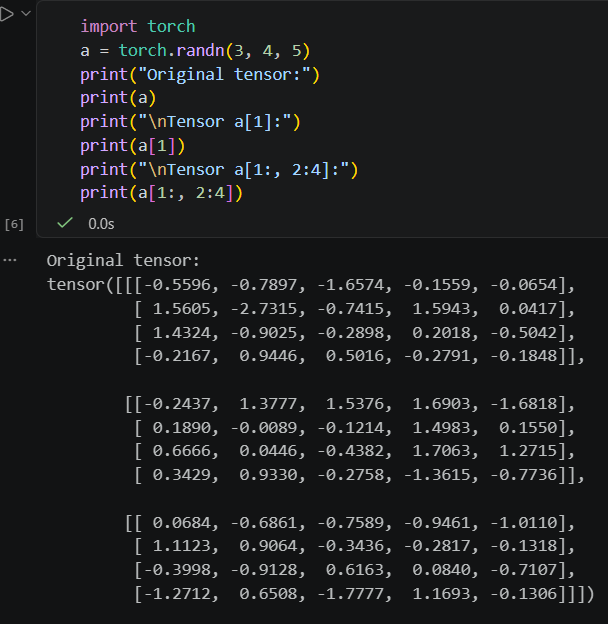 import torch
a = torch.randn(3, 4, 5)
print("Original tensor:")
print(a)
print("\nTensor a[1]:")
print(a[1])
print("\nTensor a[1:, 2:4]:")
print(a[1:, 2:4])
[6] 0.0s
... Original tensor:
tensor([[[-0.5596, -0.7897, -1.6574, -0.1559, -0.0654],
[ 1.5605, -2.7315, -0.7415, 1.5943, 0.0417],
[ 1.4324, -0.9025, -0.2898, 0.2018, -0.5042],
[-0.2167, 0.9446, 0.5016, -0.2791, -0.1848]],
[[-0.2437, 1.3777, 1.5376, 1.6903, -1.6818],
[ 0.1890, -0.0089, -0.1214, 1.4983, 0.1550],
[ 0.6666, 0.0446, -0.4382, 1.7063, 1.2715],
[ 0.3429, 0.9330, -0.2758, -1.3615, -0.7736]],
[[ 0.0684, -0.6861, -0.7589, -0.9461, -1.0110],
[ 1.1123, 0.9064, -0.3436, -0.2817, -0.1318],
[-0.3998, -0.9128, 0.6163, 0.0840, -0.7107],
[-1.2712, 0.6508, -1.7777, 1.1693, -0.1306]]])